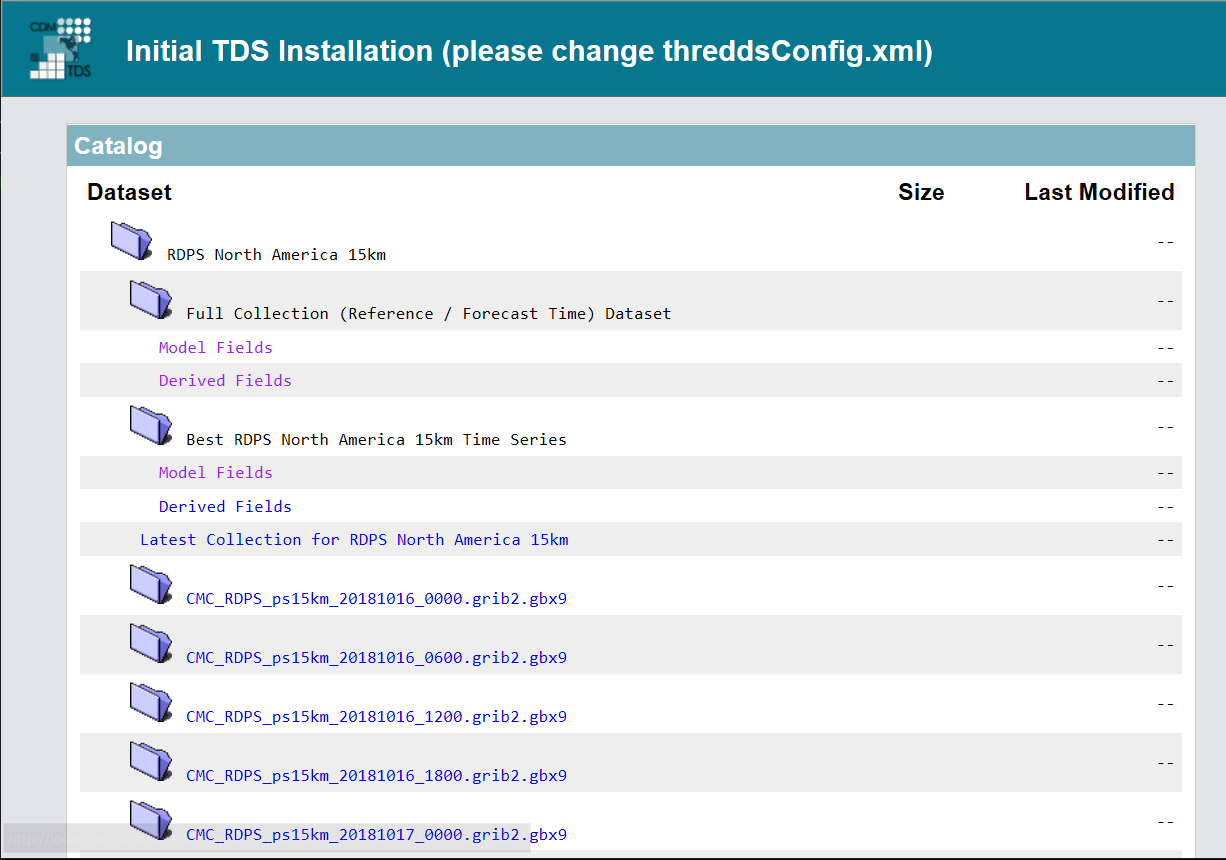 CDM
TDS
Initial TDS Installation (please change threddsConfig.xml)
Catalog
Dataset Size Last Modified
RDPS North America 15km --
Full Collection (Reference / Forecast Time) Dataset --
Model Fields --
Derived Fields --
Best RDPS North America 15km Time Series --
Model Fields --
Derived Fields --
Latest Collection for RDPS North America 15km --
CMC_RDPS_ps15km_20181016_0000.grib2.gbx9 --
CMC_RDPS_ps15km_20181016_0600.grib2.gbx9 --
CMC_RDPS_ps15km_20181016_1200.grib2.gbx9 --
CMC_RDPS_ps15km_20181016_1800.grib2.gbx9 --
CMC_RDPS_ps15km_20181017_0000.grib2.gbx9 --